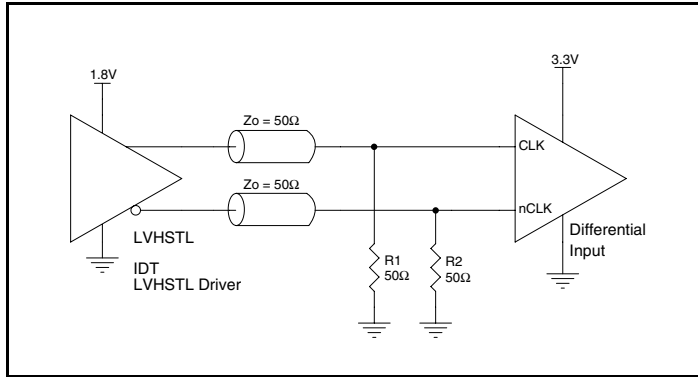 1.8V
3.3V
Zo = 50Ω
CLK
Zo = 50Ω
nCLK
LVHSTL
IDT
LVHSTL Driver
R1
50Ω
R2
50Ω
Differential
Input